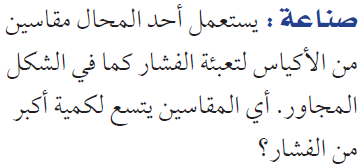 صناعة : يستعمل أحد المحال مقاسين
من الأكياس لتعبئة الفشار كما في الشكل
المجاور. أي المقاسين يتسع لكمية أكبر
من الفشار؟